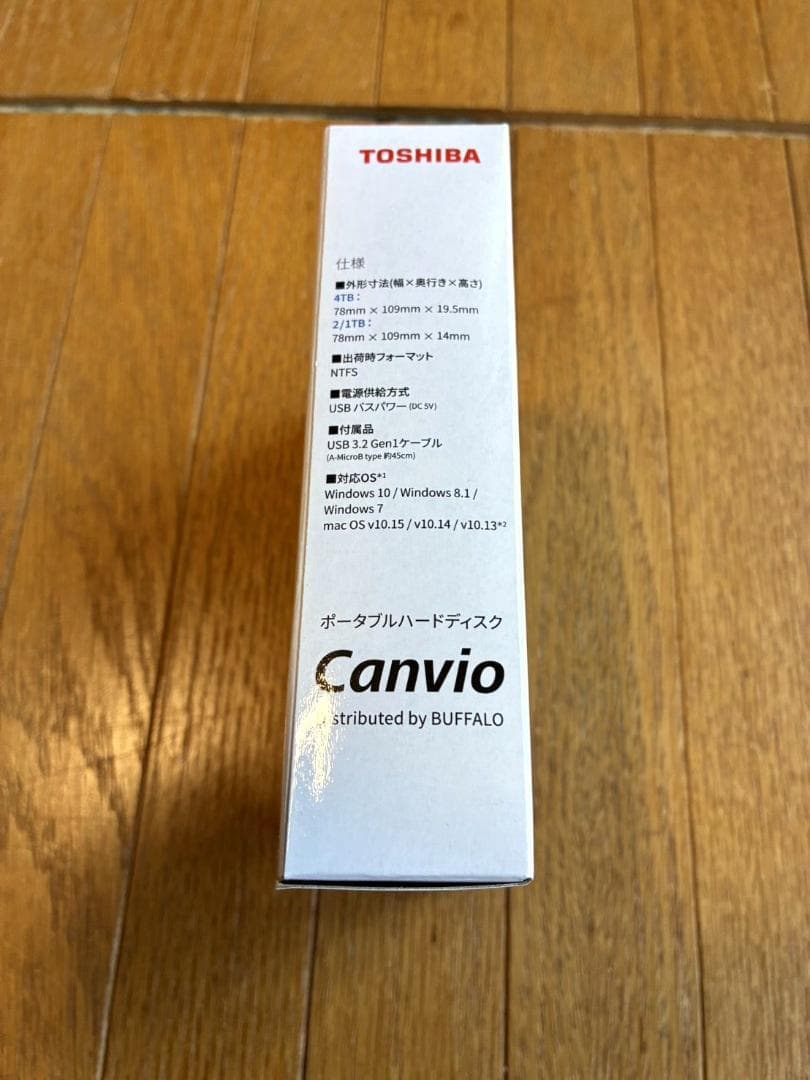 TOSHIBA
仕様
■外形寸法(幅×奥行き×高さ)
4TB:
78mm × 109mm × 19.5mm
2/1TB:
78mm × 109mm × 14mm
■出荷時フォーマット
NTFS
■電源供給方式
USB バスパワー (DC 5V)
■付属品
USB 3.2 Gen1ケーブル
(A-MicroB type 約45cm)
■対応OS*1
Windows 10 / Windows 8.1 /
Windows 7
mac OS v10.15 / v10.14 / v10.13*2
ポータブルハードディスク
Canvio
Distributed by BUFFALO